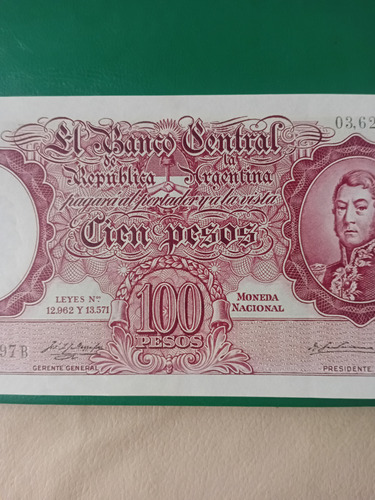 03,62
El Banco Central
de la
República Argentina
pagará al portador y a la vista
Cien pesos
LEYES Nos.
12.962 Y 13.571
100
PESOS
MONEDA
NACIONAL
97B
GERENTE GENERAL
PRESIDENTE